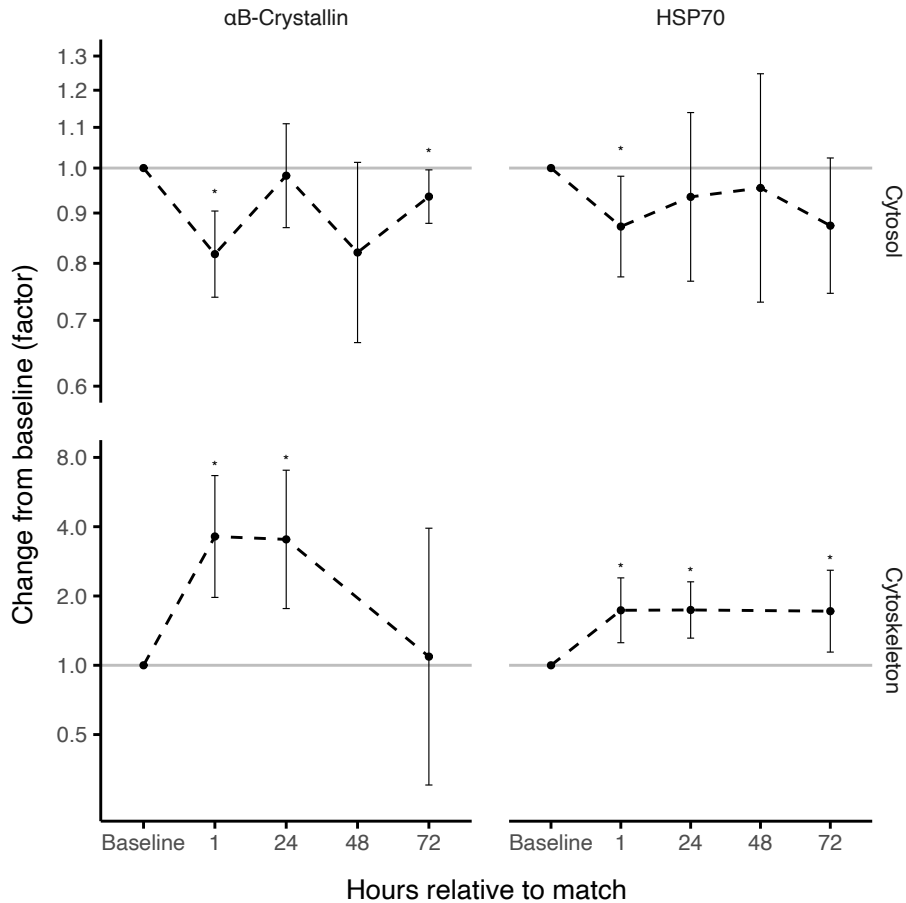 αB-Crystallin
HSP70
Change from baseline (factor)
1.3
1.2
1.1
1.0
0.9
0.8
0.7
0.6
*
*
*
Cytosol
8.0
4.0
2.0
1.0
0.5
*
*
*
*
*
Cytoskeleton
Baseline 1 24 48 72
Baseline 1 24 48 72
Hours relative to match